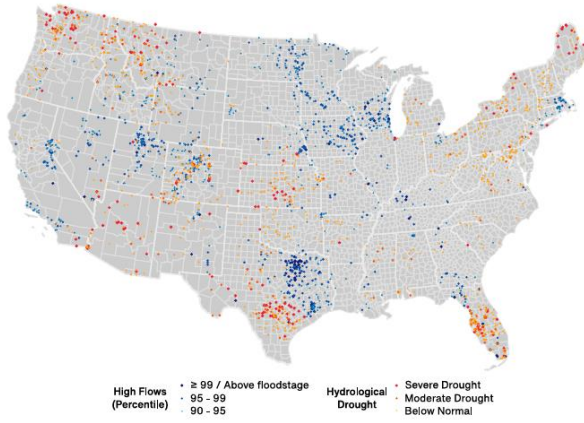 High Flows
(Percentile)
≥ 99 / Above floodstage
95 - 99
90 - 95
Hydrological
Drought
Severe Drought
Moderate Drought
Below Normal